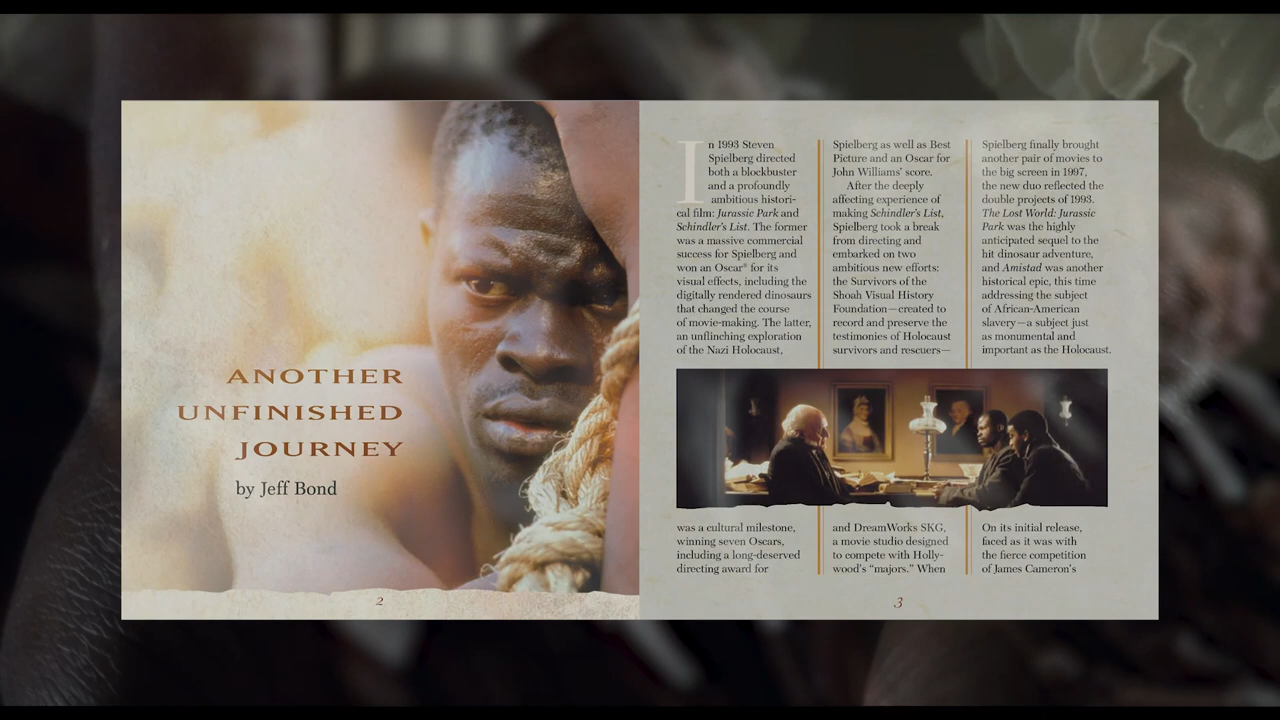 ANOTHER
UNFINISHED
JOURNEY
by Jeff Bond
2
In 1993 Steven
Spielberg directed
both a blockbuster
and a profoundly
ambitious histori-
cal film: Jurassic Park and
Schindler's List. The former
was a massive commercial
success for Spielberg and
won an Oscar® for its
visual effects, including the
digitally rendered dinosaurs
that changed the course
of movie-making. The latter,
an unflinching exploration
of the Nazi Holocaust,
was a cultural milestone,
winning seven Oscars,
including a long-deserved
directing award for
Spielberg as well as Best
Picture and an Oscar for
John Williams' score.
After the deeply
affecting experience of
making Schindler's List,
Spielberg took a break
from directing and
embarked on two
ambitious new efforts:
the Survivors of the
Shoah Visual History
Foundation—created to
record and preserve the
testimonies of Holocaust
survivors and rescuers—
and DreamWorks SKG,
a movie studio designed
to compete with Holly-
wood's “majors.” When
Spielberg finally brought
another pair of movies to
the big screen in 1997,
the new duo reflected the
double projects of 1993.
The Lost World: Jurassic
Park was the highly
anticipated sequel to the
hit dinosaur adventure,
and Amistad was another
historical epic, this time
addressing the subject
of African-American
slavery—a subject just
as monumental and
important as the Holocaust.
On its initial release,
faced as it was with
the fierce competition
of James Cameron's
3